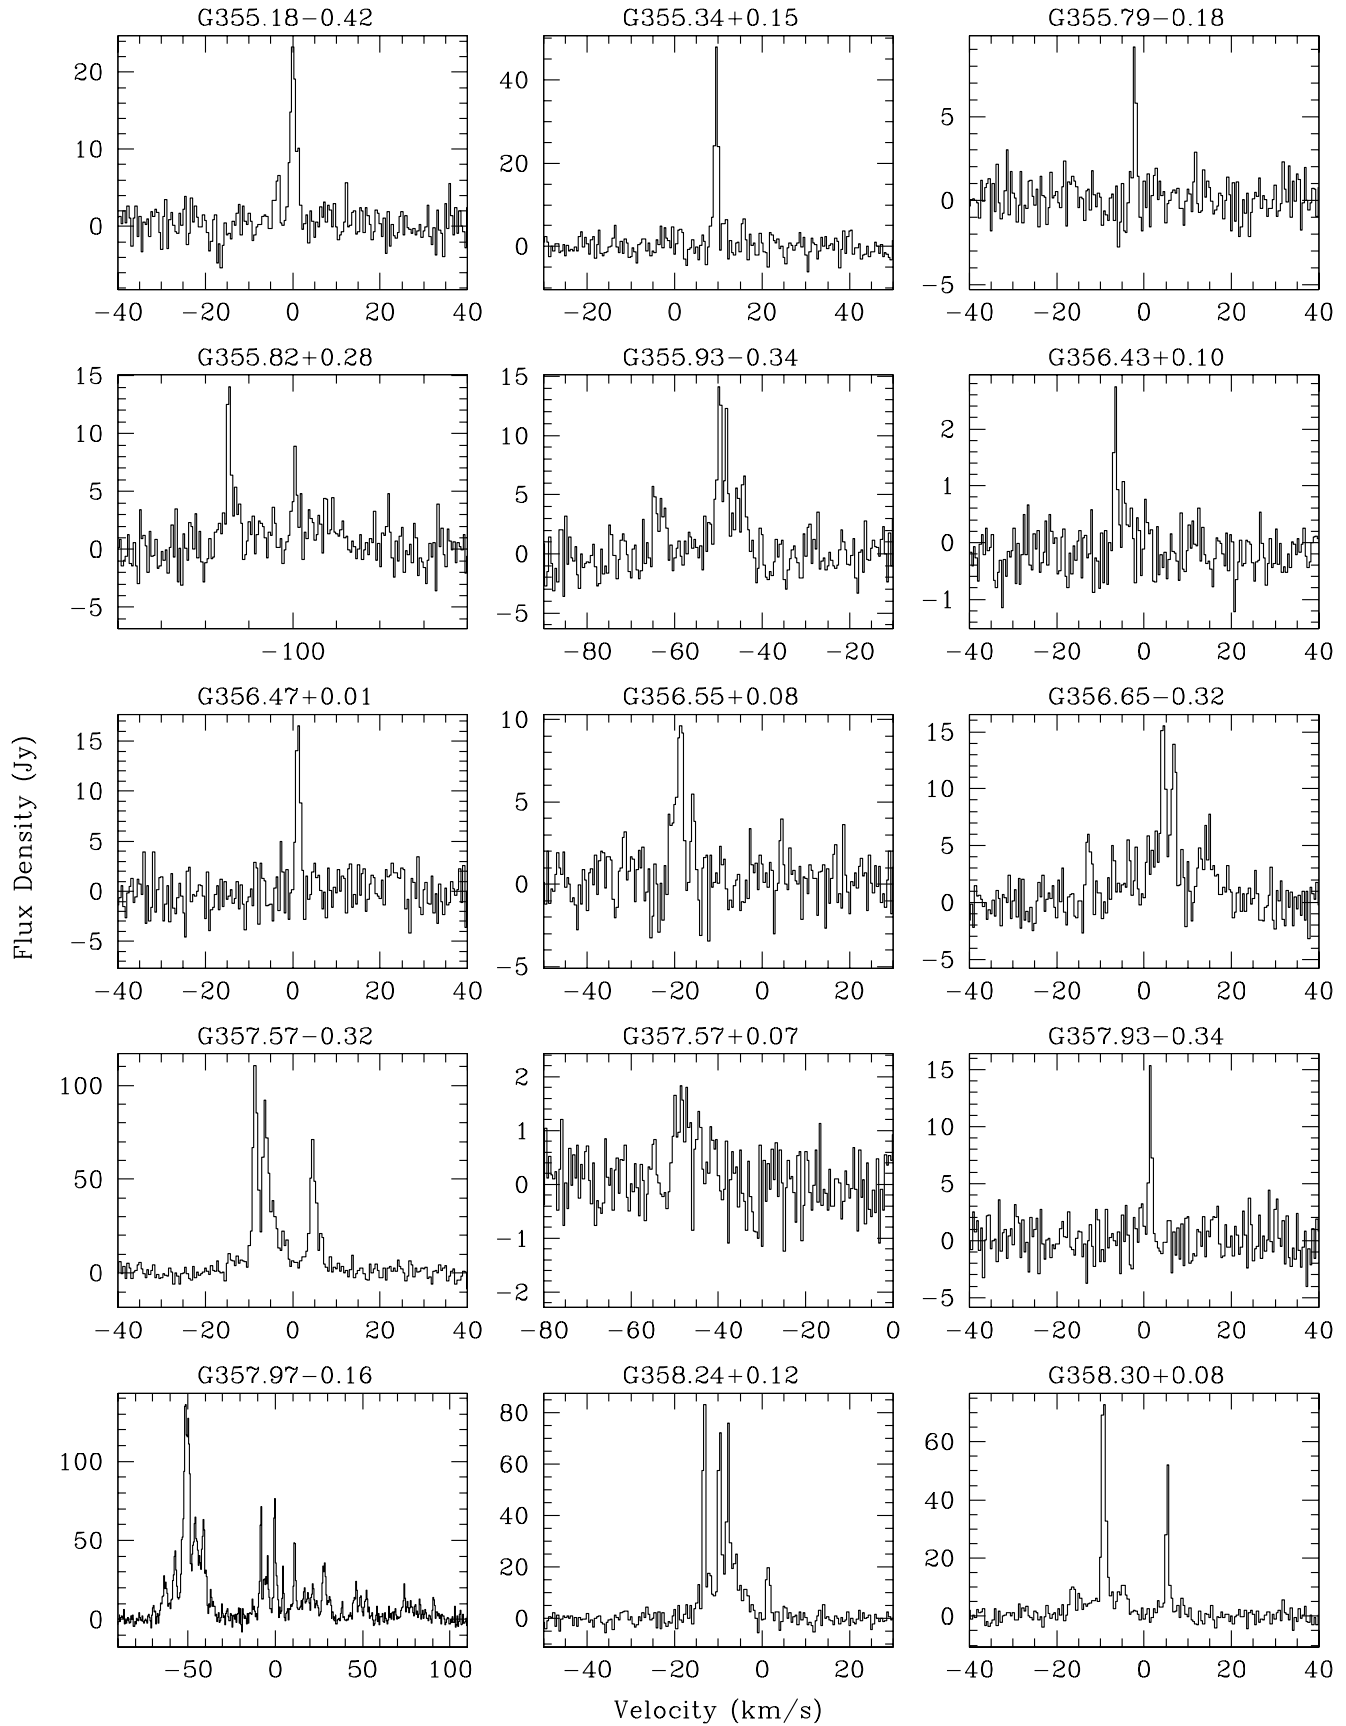 G355.18−0.42 G355.34+0.15 G355.79−0.18
20 40 5
10 20 0
0 0 −5
−40 −20 0 20 40 −20 0 20 40 −40 −20 0 20 40
G355.82+0.28 G355.93−0.34 G356.43+0.10
15 15 2
10 10 1
5 5 0
0 0 −1
−5 −5
−100 −80 −60 −40 −20 −40 −20 0 20 40
G356.47+0.01 G356.55+0.08 G356.65−0.32
15 10 15
10 5 10
5 0 5
0 −5 0
−5 −5
−40 −20 0 20 40 −40 −20 0 20 −40 −20 0 20 40
Flux Density (Jy)
G357.57−0.32 G357.57+0.07 G357.93−0.34
100 2 15
50 1 10
0 0 5
−1 0
−2 −5
−40 −20 0 20 40 −80 −60 −40 −20 0 −40 −20 0 20 40
G357.97−0.16 G358.24+0.12 G358.30+0.08
100 80 60
50 60 40
0 40 20
20 0
0
−50 0 50 100 −40 −20 0 20 −40 −20 0 20 40
Velocity (km/s)